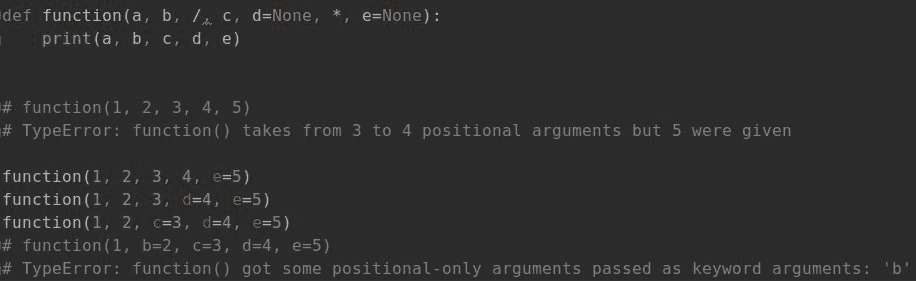 def function(a, b, /, c, d=None, *, e=None):
    print(a, b, c, d, e)
# function(1, 2, 3, 4, 5)
# TypeError: function() takes from 3 to 4 positional arguments but 5 were given
function(1, 2, 3, 4, e=5)
function(1, 2, 3, d=4, e=5)
function(1, 2, c=3, d=4, e=5)
# function(1, b=2, c=3, d=4, e=5)
# TypeError: function() got some positional-only arguments passed as keyword arguments: 'b'